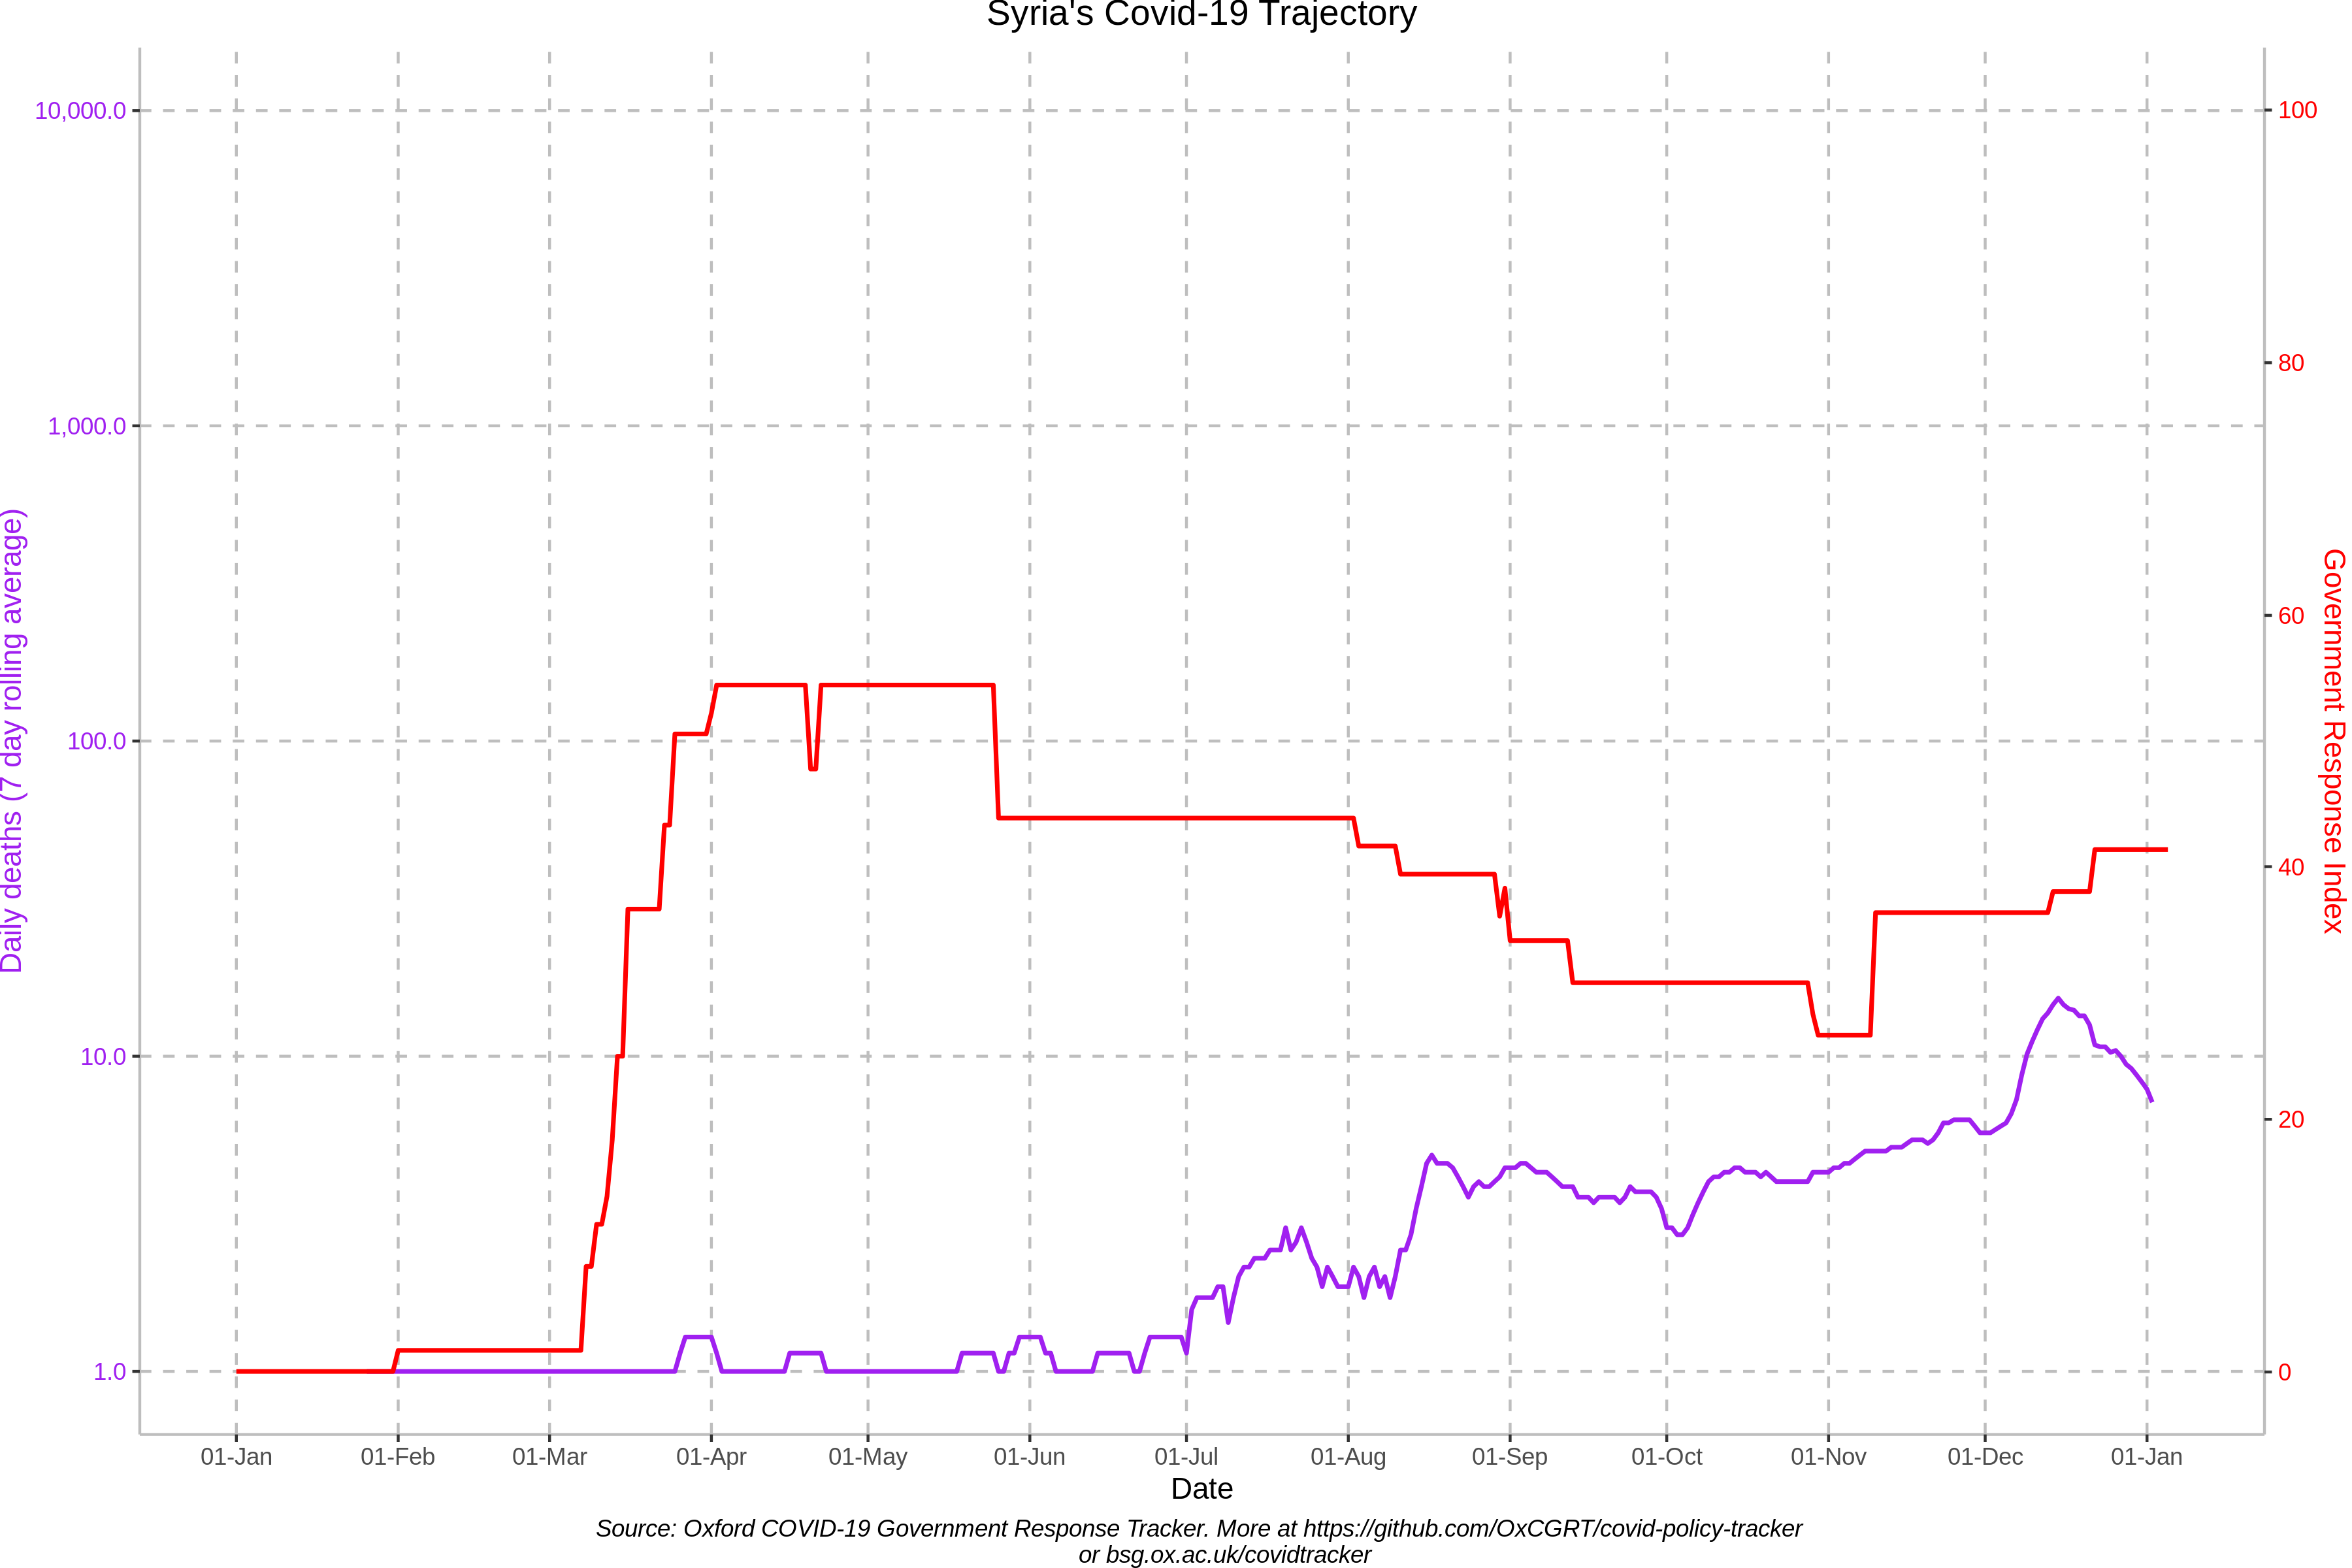 Syria's Covid-19 Trajectory
10,000.0
1,000.0
100.0
10.0
1.0
Daily deaths (7 day rolling average)
100
80
60
40
20
0
Government Response Index
01-Jan 01-Feb 01-Mar 01-Apr 01-May 01-Jun 01-Jul 01-Aug 01-Sep 01-Oct 01-Nov 01-Dec 01-Jan
Date
Source: Oxford COVID-19 Government Response Tracker. More at https://github.com/OxCGRT/covid-policy-tracker
or bsg.ox.ac.uk/covidtracker